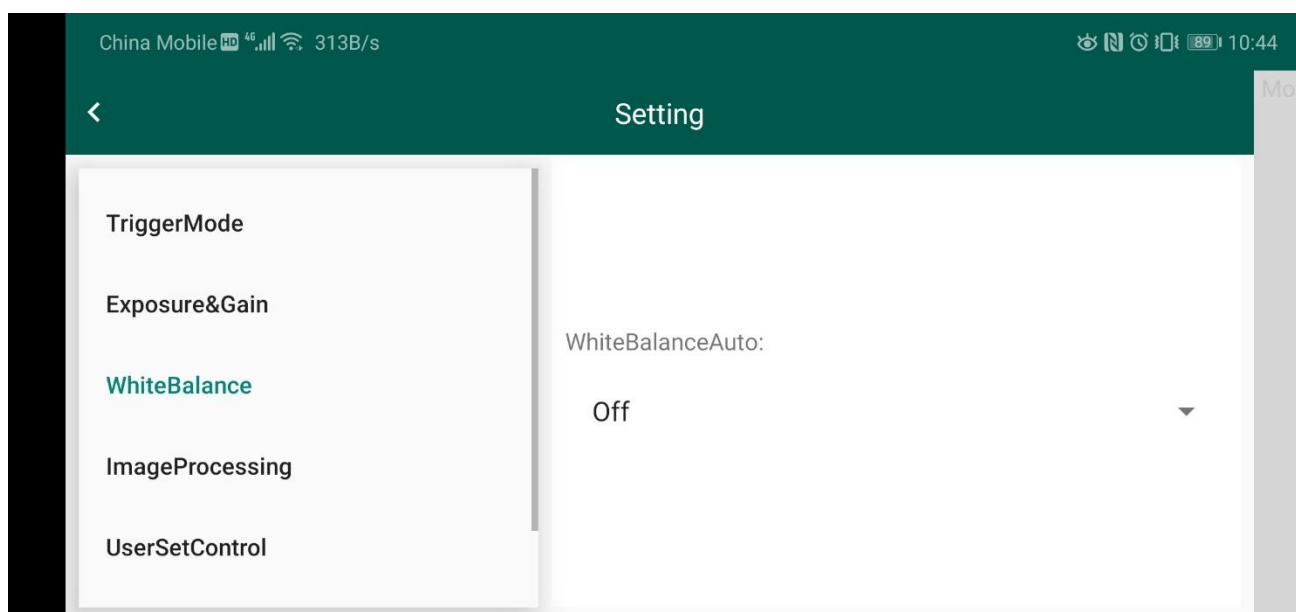 China Mobile HD 4G 313B/s 89 10:44
Setting
Mo
TriggerMode
Exposure&Gain
WhiteBalance
ImageProcessing
UserSetControl
WhiteBalanceAuto:
Off